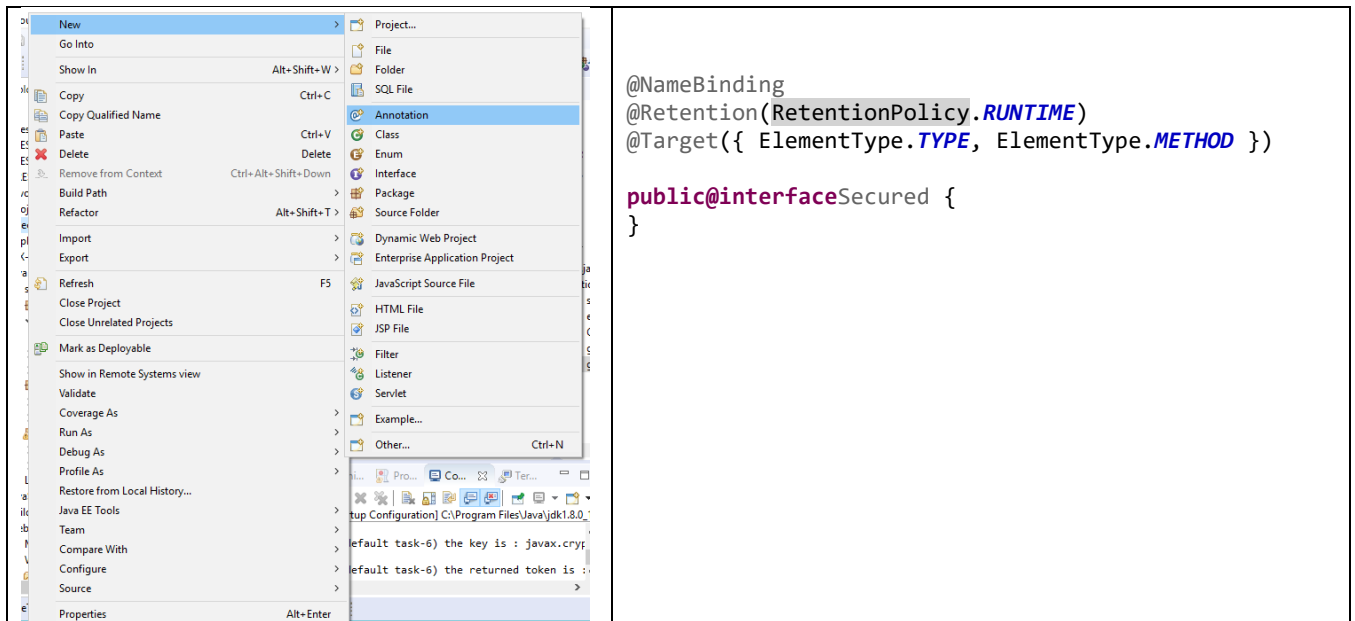 New >
Go Into
Show In Alt+Shift+W >
Copy Ctrl+C
Copy Qualified Name
Paste Ctrl+V
Delete Delete
Remove from Context Ctrl+Alt+Shift+Down
Build Path >
Refactor Alt+Shift+T >
Import >
Export >
Refresh F5
Close Project
Close Unrelated Projects
Mark as Deployable
Show in Remote Systems view
Validate
Coverage As >
Run As >
Debug As >
Profile As >
Restore from Local History...
Java EE Tools >
Team >
Compare With >
Configure >
Source >
Properties Alt+Enter
Project...
File
Folder
SQL File
Annotation
Class
Enum
Interface
Package
Source Folder
Dynamic Web Project
Enterprise Application Project
JavaScript Source File
HTML File
JSP File
Filter
Listener
Servlet
Example...
Other... Ctrl+N
Pro... Co... Ter...
tup Configuration] C:\Program Files\Java\jdk1.8.0_
efault task-6) the key is : javax.cryp
efault task-6) the returned token is :
@NameBinding
@Retention(RetentionPolicy.RUNTIME)
@Target({ ElementType.TYPE, ElementType.METHOD })
public@interfaceSecured {
}